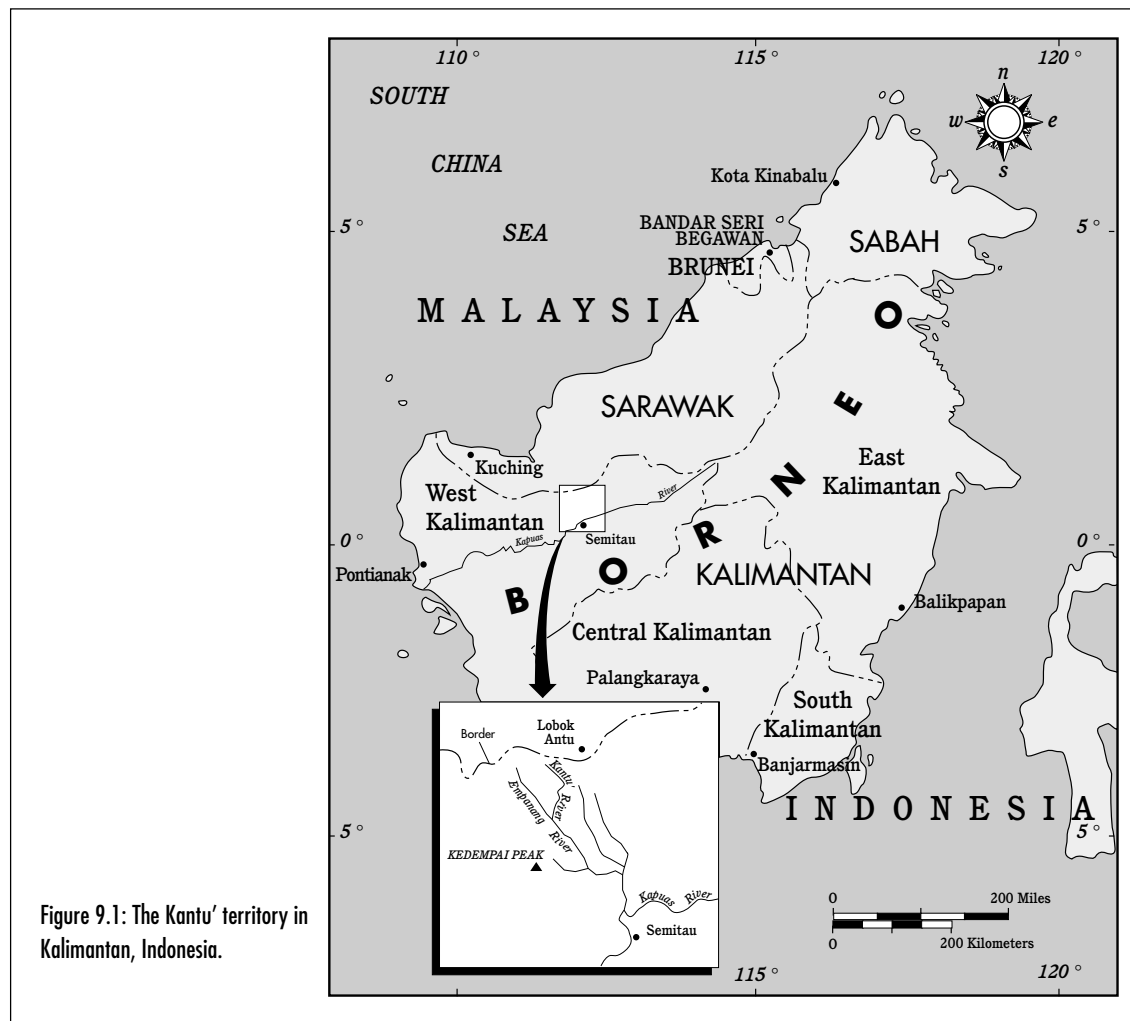 110 °
115 °
120 °
SOUTH
CHINA
SEA
n
w
e
s
Kota Kinabalu
5 °
BANDAR SERI
BEGAWAN
BRUNEI
SABAH
MALAYSIA
SARAWAK
BORNEO
Kuching
West
Kalimantan
River
Kapuas
Semitau
East
Kalimantan
0 °
0 °
Pontianak
KALIMANTAN
Balikpapan
Central Kalimantan
Palangkaraya
South
Kalimantan
Banjarmasin
INDONESIA
5 °
5 °
Border
Lobok
Antu
Kantu' River
Empanang River
KEDEMPAI PEAK
Kapuas River
Semitau
0
200 Miles
0
200 Kilometers
115 °
120 °
Figure 9.1: The Kantu’ territory in
Kalimantan, Indonesia.